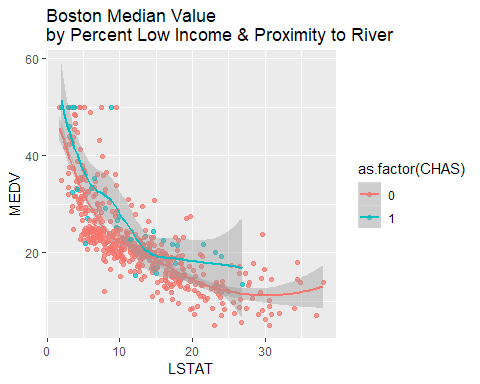 Boston Median Value
by Percent Low Income & Proximity to River
60
40
20
MEDV
0
10
20
30
LSTAT
as.factor(CHAS)
0
1